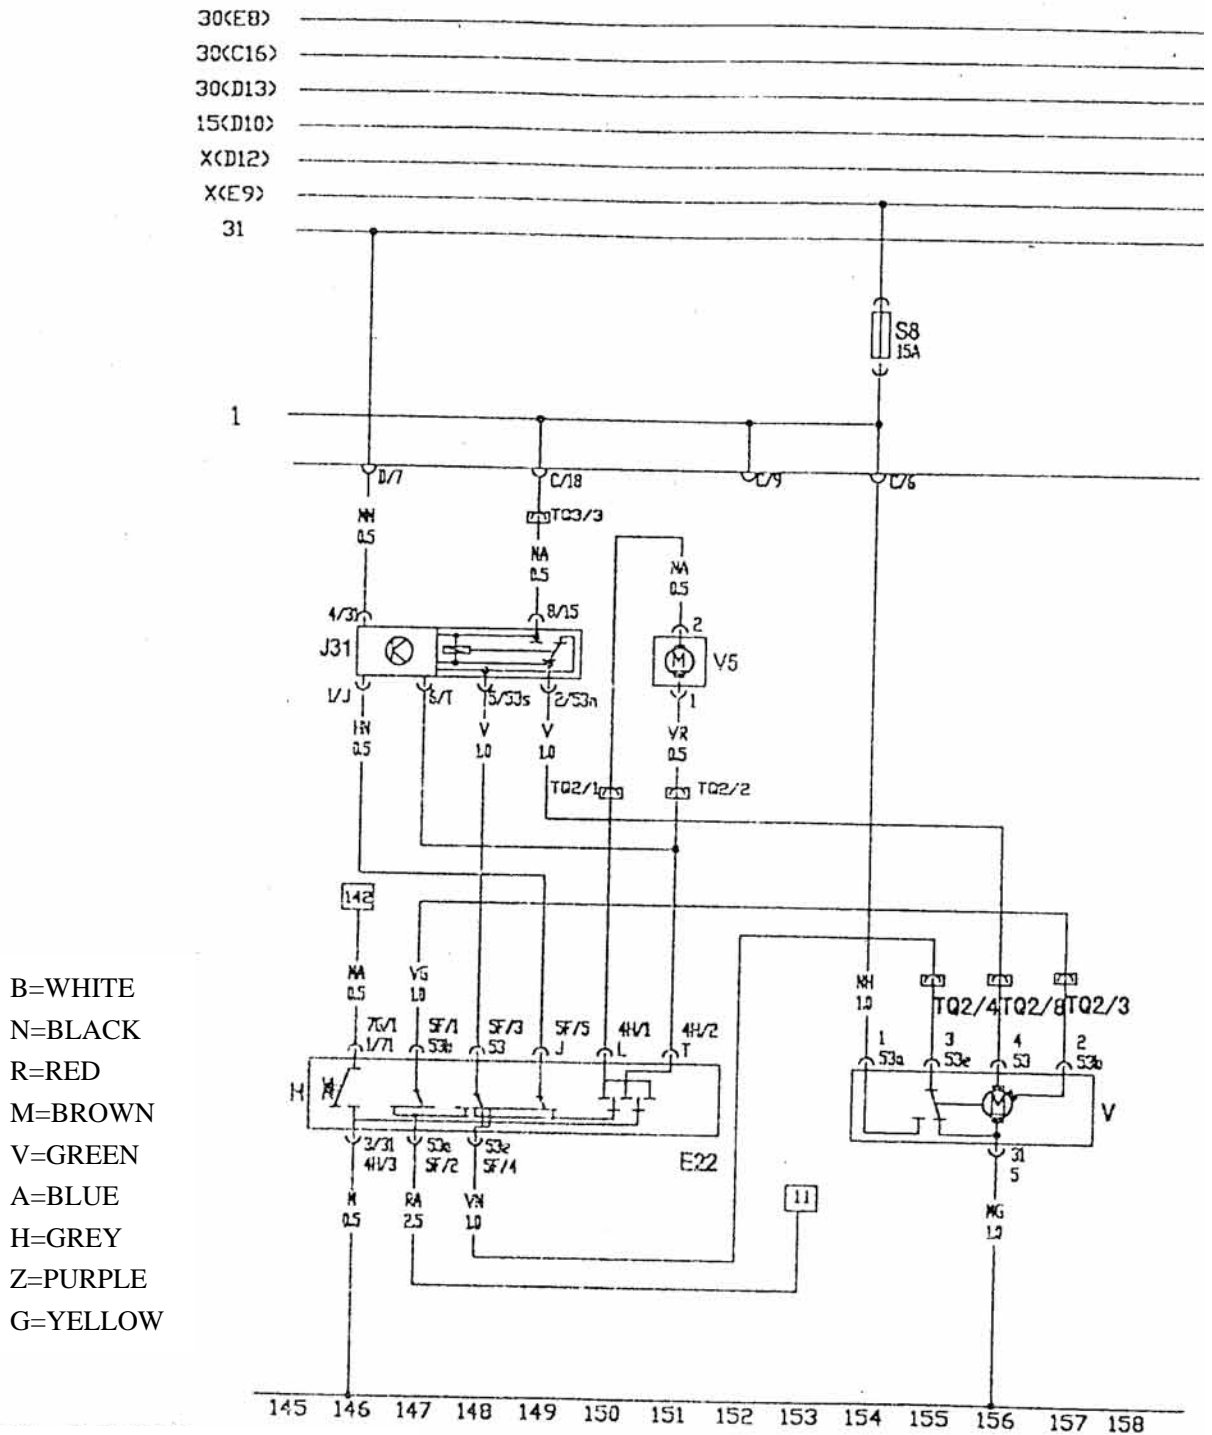 30(E8)
30(C16)
30(D13)
15(D10)
X(D12)
X(E9)
31
S8
15A
1
D/7
C/18
C/9
C/6
TQ3/3
0.5
NA
0.5
NA
0.5
4/31
8/15
2
J31
K
M
V5
1/J
6/T
5/53s
2/53n
1
0.5
V
1.0
V
1.0
VR
0.5
TQ2/1
TQ2/2
142
NA
0.5
VG
1.0
NH
1.0
TQ2/4
TQ2/8
TQ2/3
7G/1
1/71
5F/1
53b
5F/3
53
5F/5
J
4H/1
L
4H/2
T
1
53a
3
53e
4
53
2
53b
H
M
V
3/31
4H/3
53a
5F/2
53e
5F/4
E22
31
5
M
0.5
RA
2.5
VN
1.0
11
MG
1.0
B=WHITE
N=BLACK
R=RED
M=BROWN
V=GREEN
A=BLUE
H=GREY
Z=PURPLE
G=YELLOW
145 146 147 148 149 150 151 152 153 154 155 156 157 158